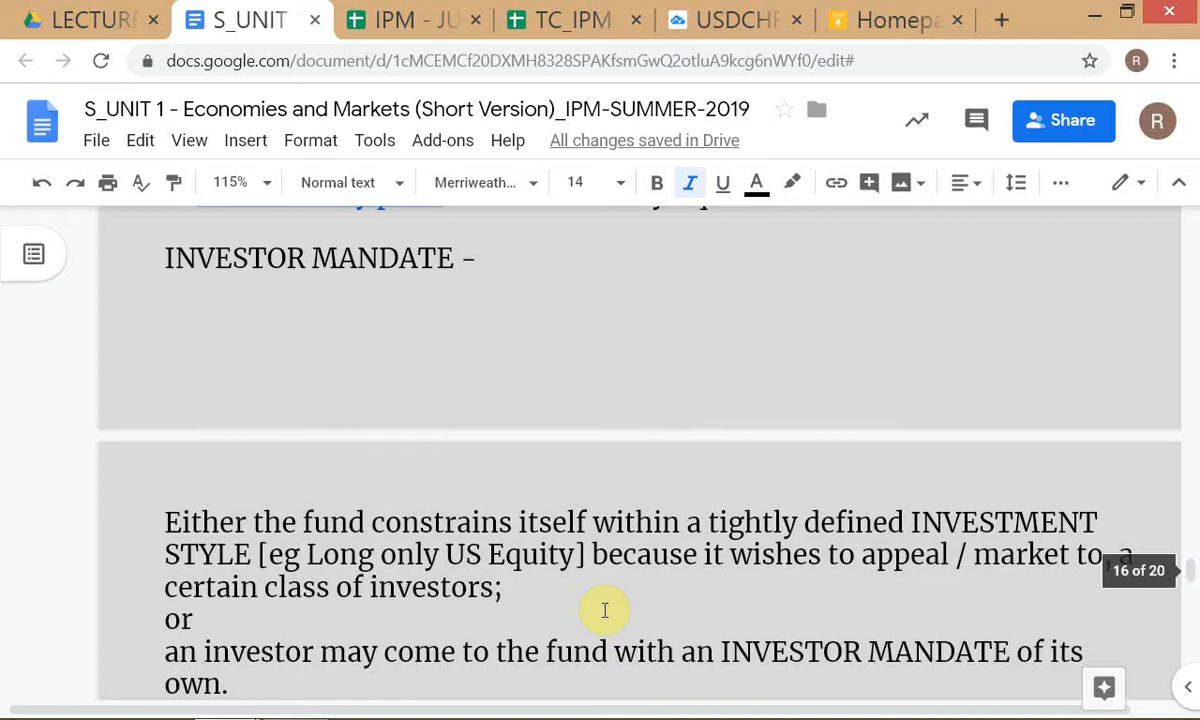 LECTUR × S_UNIT × IPM - JU × TC_IPM × USDCHF × Homepa × +
docs.google.com/document/d/1cMCEMCf20DXMH8328SPAKfsmGwQ2otluA9kcg6nWYf0/edit# R
S_UNIT 1 - Economies and Markets (Short Version)_IPM-SUMMER-2019
File Edit View Insert Format Tools Add-ons Help All changes saved in Drive
Share
R
115% Normal text Merriweath... 14 B I U A
INVESTOR MANDATE -
Either the fund constrains itself within a tightly defined INVESTMENT
STYLE [eg Long only US Equity] because it wishes to appeal / market to, a
certain class of investors;
16 of 20
or
an investor may come to the fund with an INVESTOR MANDATE of its
own.